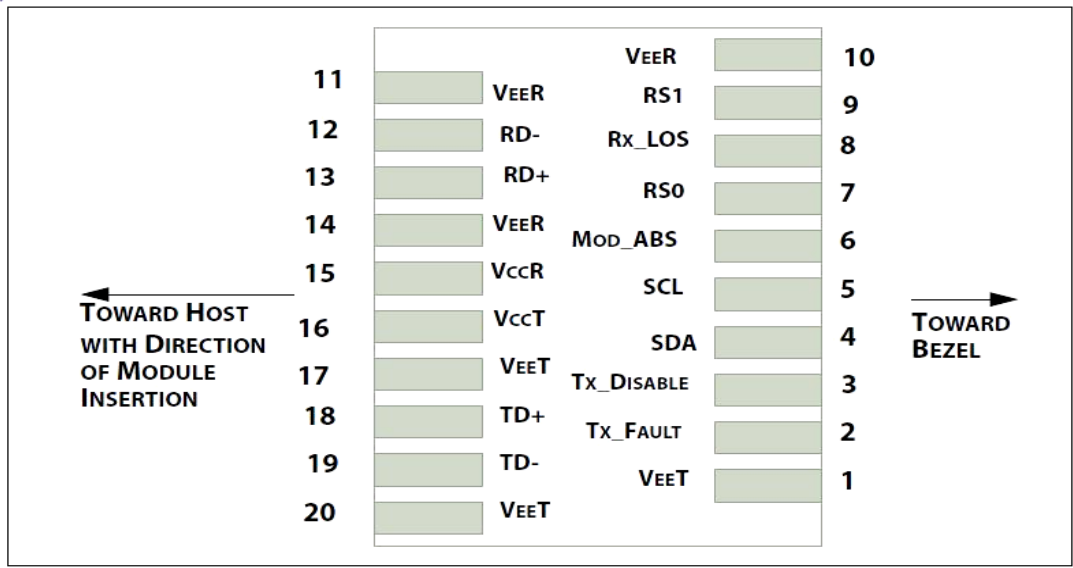 VEER 10
11 VEER
RS1 9
12 RD-
RX_LOS 8
13 RD+
RS0 7
14 VEER
MOD_ABS 6
15 VCCR
SCL 5
TOWARD HOST
WITH DIRECTION
OF MODULE
INSERTION
16 VCCT
SDA 4
TOWARD
BEZEL
17 VEET
TX_DISABLE 3
18 TD+
TX_FAULT 2
19 TD-
VEET 1
20 VEET